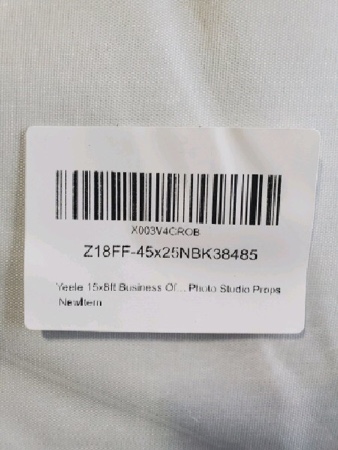 X003V4CROB
Z18FF-45x25NBK38485
Yeele 15x8ft Business Of... Photo Studio Props
NewItem